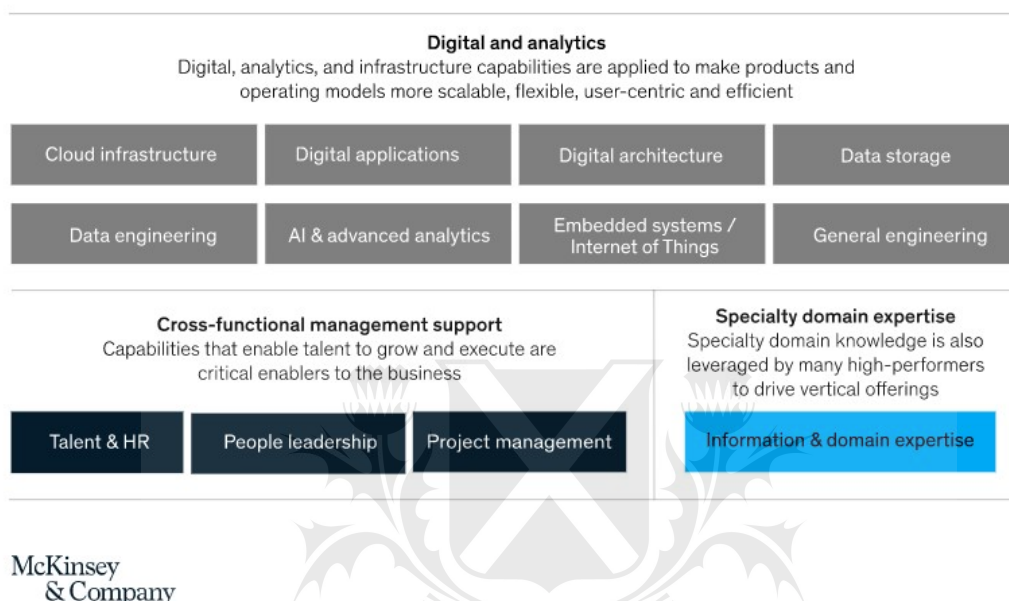 Digital and analytics
Digital, analytics, and infrastructure capabilities are applied to make products and
operating models more scalable, flexible, user-centric and efficient
Cloud infrastructure
Digital applications
Digital architecture
Data storage
Data engineering
AI & advanced analytics
Embedded systems /
Internet of Things
General engineering
Cross-functional management support
Capabilities that enable talent to grow and execute are
critical enablers to the business
Talent & HR
People leadership
Project management
Specialty domain expertise
Specialty domain knowledge is also
leveraged by many high-performers
to drive vertical offerings
Information & domain expertise
McKinsey
& Company